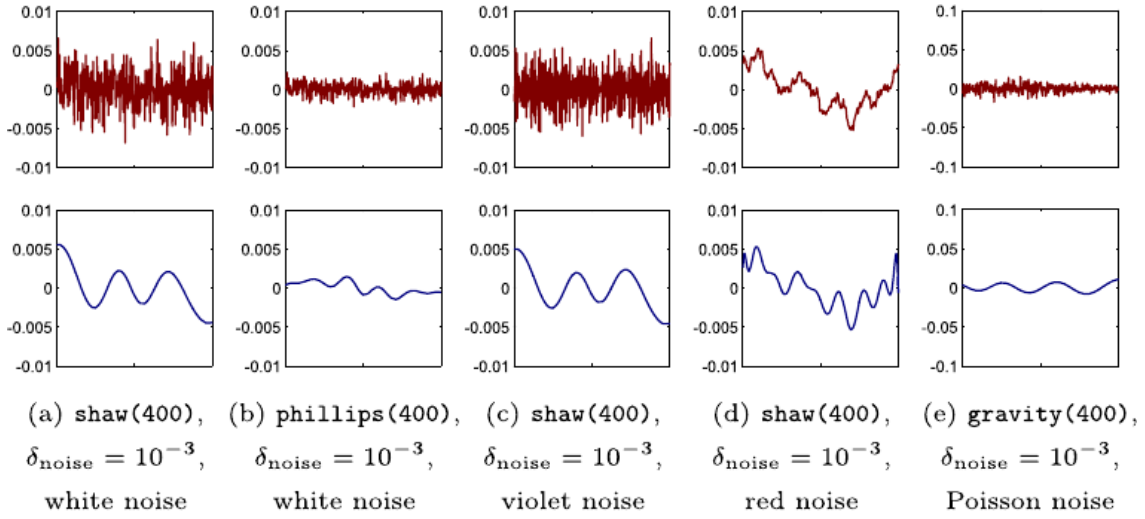 0.01 0.01 0.01 0.01 0.1
0.005 0.005 0.005 0.005 0.05
0 0 0 0 0
-0.005 -0.005 -0.005 -0.005 -0.05
-0.01 -0.01 -0.01 -0.01 -0.1
0.01 0.01 0.01 0.01 0.1
0.005 0.005 0.005 0.005 0.05
0 0 0 0 0
-0.005 -0.005 -0.005 -0.005 -0.05
-0.01 -0.01 -0.01 -0.01 -0.1
(a) shaw(400), (b) phillips(400), (c) shaw(400), (d) shaw(400), (e) gravity(400),
δnoise = 10⁻³, δnoise = 10⁻³, δnoise = 10⁻³, δnoise = 10⁻³, δnoise = 10⁻³,
white noise white noise violet noise red noise Poisson noise